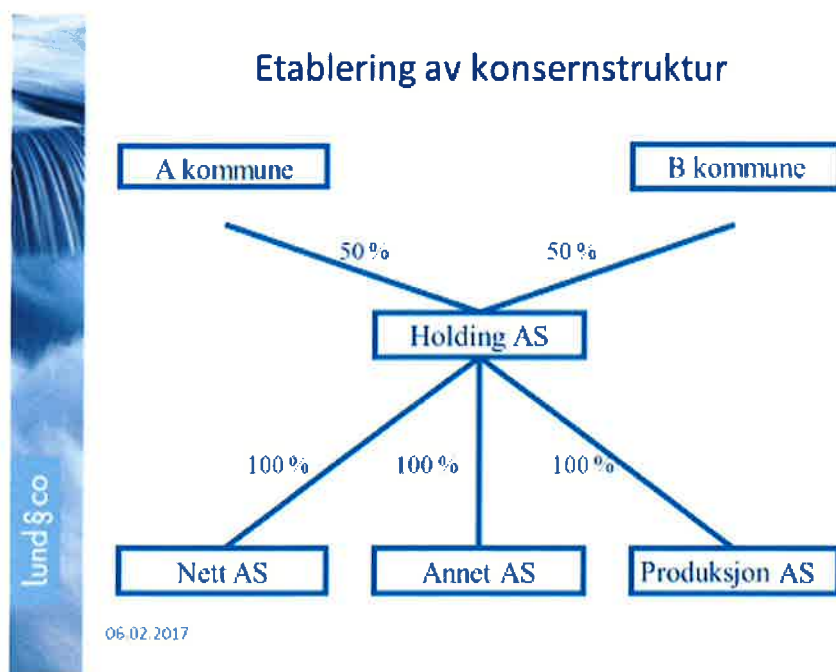 Etablering av konsernstruktur
A kommune
B kommune
50 %
50 %
Holding AS
100 %
100 %
100 %
Nett AS
Annet AS
Produksjon AS
lund § co
06.02.2017